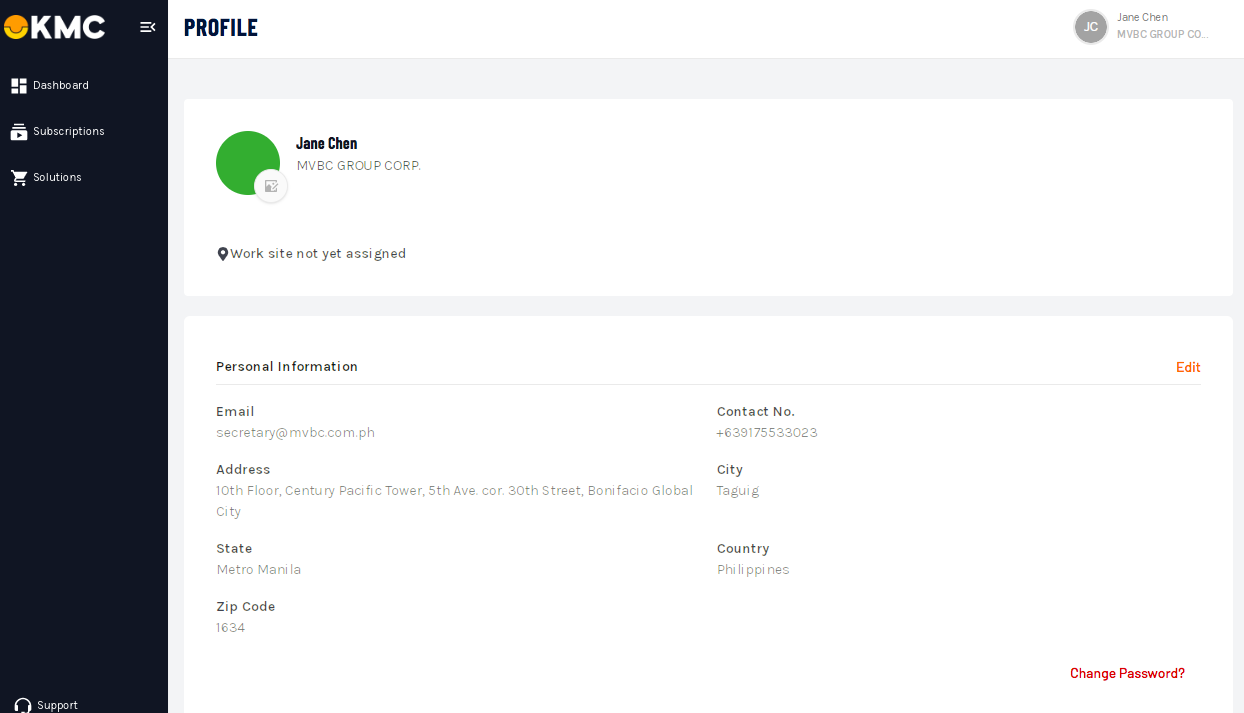 KMC
PROFILE
Jane Chen
JC
MVBC GROUP CO...
Dashboard
Subscriptions
Solutions
Jane Chen
MVBC GROUP CORP.
Work site not yet assigned
Personal Information
Edit
Email
Contact No.
secretary@mvbc.com.ph
+639175533023
Address
City
10th Floor, Century Pacific Tower, 5th Ave. cor. 30th Street, Bonifacio Global
Taguig
City
State
Country
Metro Manila
Philippines
Zip Code
1634
Change Password?
Support